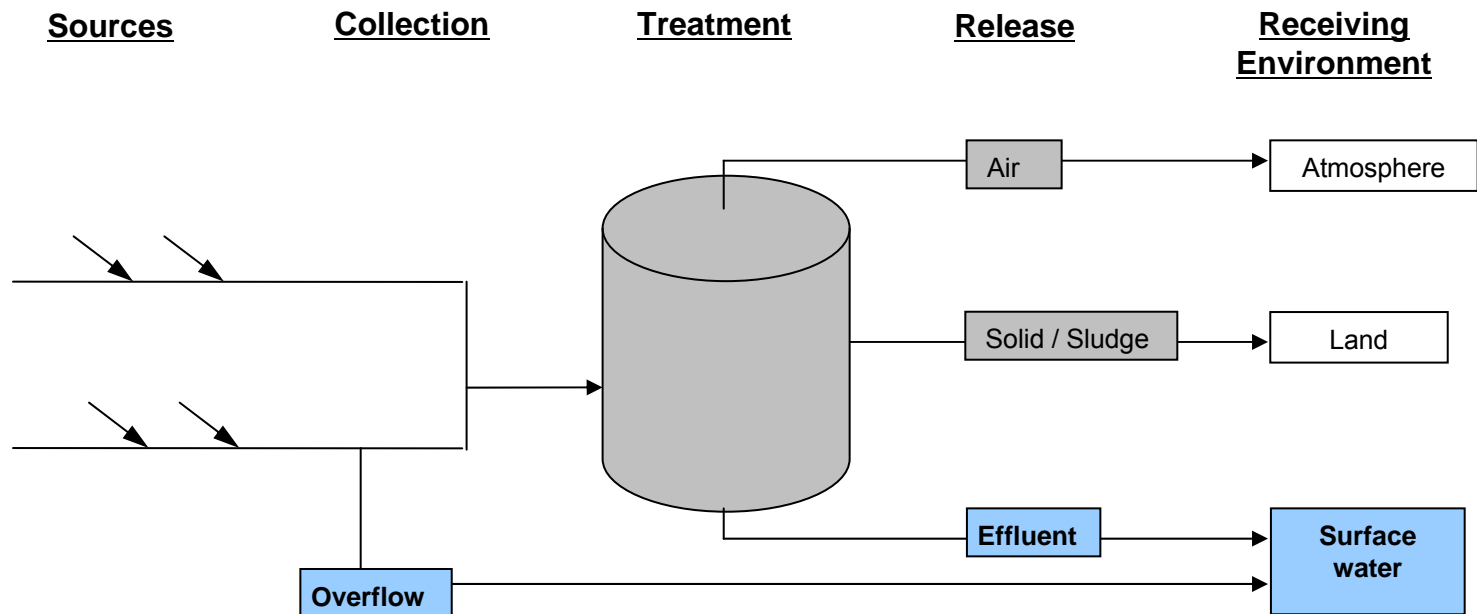 Sources
Collection
Treatment
Release
Receiving
Environment
Air
Atmosphere
Solid / Sludge
Land
Effluent
Surface
water
Overflow